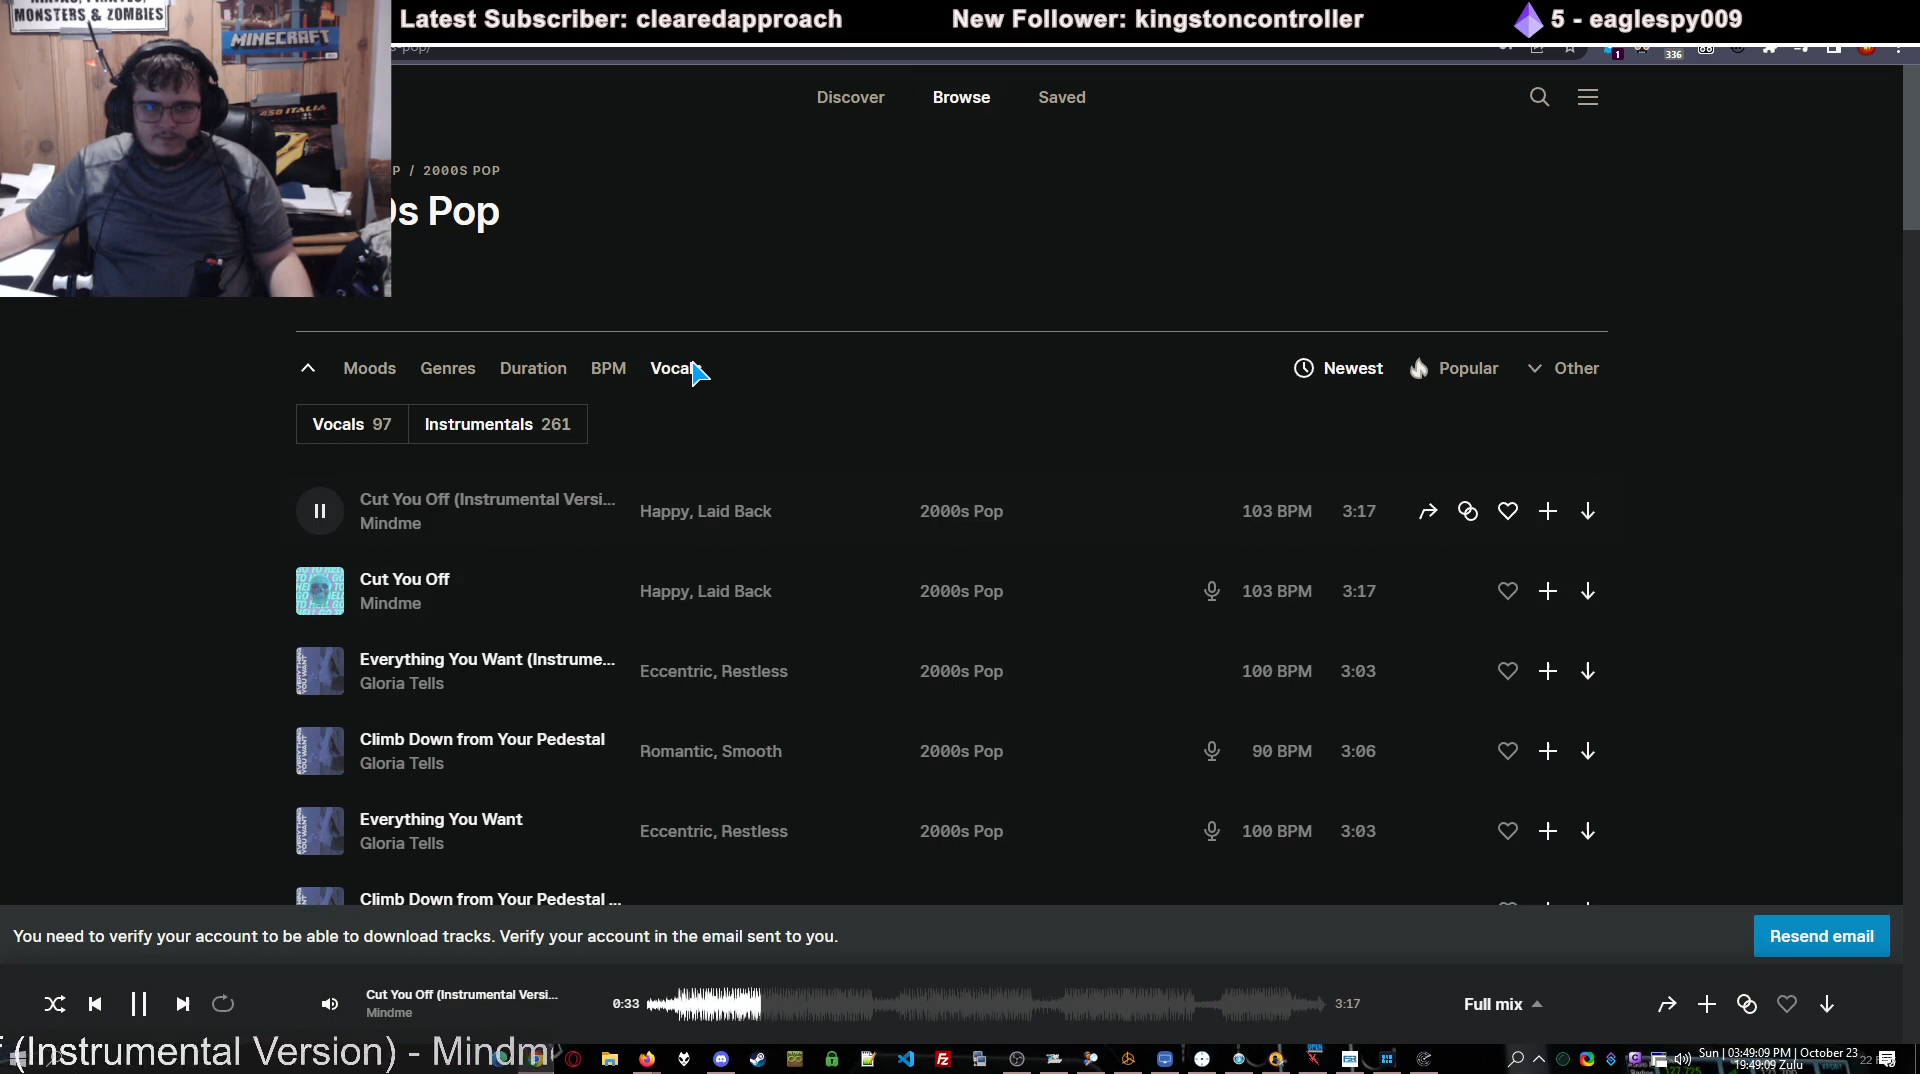 MONSTERS & ZOMBIES
MINECRAFT
458 ITALIA
Latest Subscriber: clearedapproach
New Follower: kingstoncontroller
5 - eaglespy009
s-pop/
1
336
Discover
Browse
Saved
P / 2000S POP
0s Pop
Moods
Genres
Duration
BPM
Vocals
Newest
Popular
Other
Vocals 97
Instrumentals 261
Cut You Off (Instrumental Versi...
Mindme
Happy, Laid Back
2000s Pop
103 BPM
3:17
Cut You Off
Mindme
Happy, Laid Back
2000s Pop
103 BPM
3:17
Everything You Want (Instrume...
Gloria Tells
Eccentric, Restless
2000s Pop
100 BPM
3:03
Climb Down from Your Pedestal
Gloria Tells
Romantic, Smooth
2000s Pop
90 BPM
3:06
Everything You Want
Gloria Tells
Eccentric, Restless
2000s Pop
100 BPM
3:03
Climb Down from Your Pedestal ...
You need to verify your account to be able to download tracks. Verify your account in the email sent to you.
Resend email
Cut You Off (Instrumental Versi...
Mindme
0:33
3:17
Full mix
(Instrumental Version) - Mindm
Sun | 03:49:09 PM | October 23
19:49:09 Zulu
22